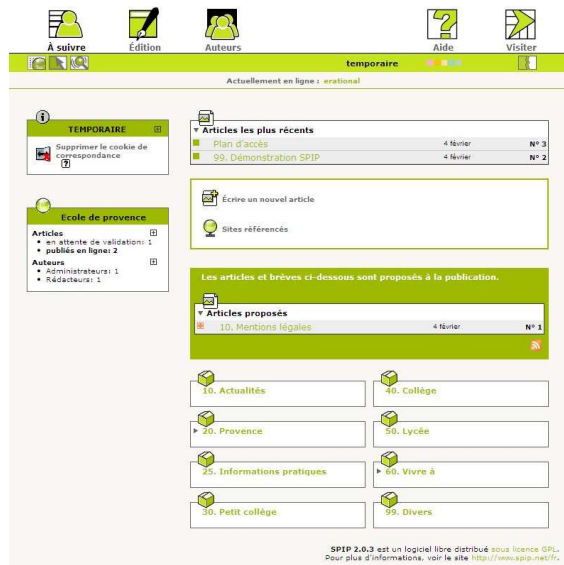 À suivre Édition Auteurs Aide Visiter
temporaire
Actuellement en ligne : erational
TEMPORAIRE
Supprimer le cookie de
correspondance
?
Ecole de provence
Articles
en attente de validation: 1
publiés en ligne: 2
Auteurs
Administrateurs: 1
Rédacteurs: 1
Articles les plus récents
Plan d'accès 4 février N° 3
99. Démonstration SPIP 4 février N° 2
Écrire un nouvel article
Sites référencés
Les articles et brèves ci-dessous sont proposés à la publication.
Articles proposés
10. Mentions légales 4 février N° 1
10. Actualités
40. Collège
20. Provence
50. Lycée
25. Informations pratiques
60. Vivre à
30. Petit collège
99. Divers
SPIP 2.0.3 est un logiciel libre distribué sous licence GPL.
Pour plus d'informations, voir le site http://www.spip.net/fr.